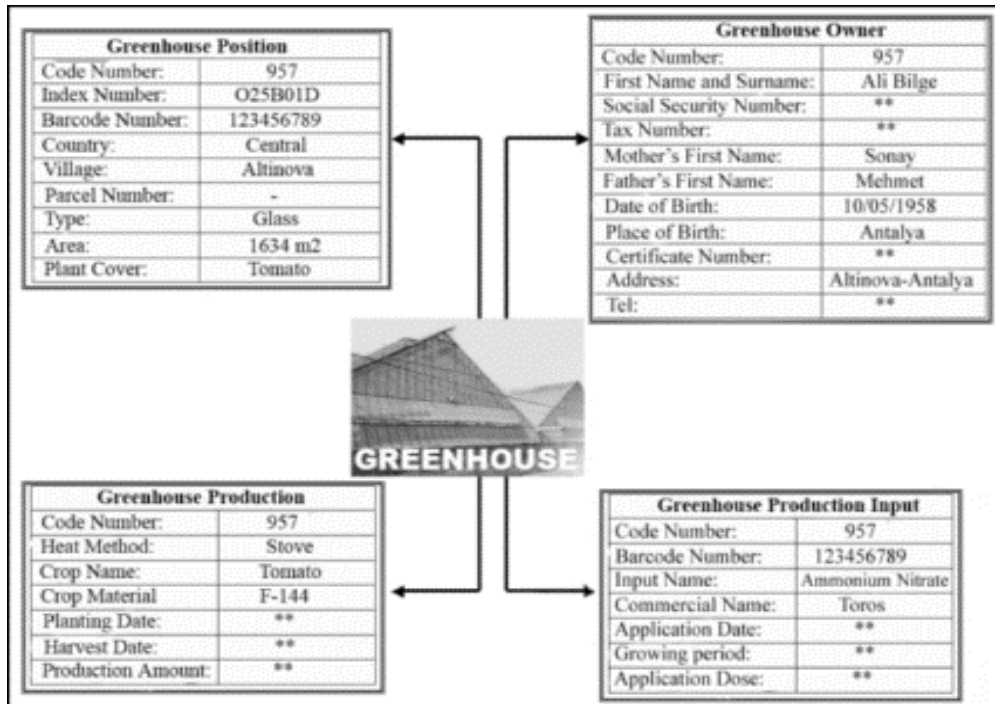 Greenhouse Position
Code Number: 957
Index Number: O25B01D
Barcode Number: 123456789
Country: Central
Village: Altinova
Parcel Number: -
Type: Glass
Area: 1634 m2
Plant Cover: Tomato
Greenhouse Owner
Code Number: 957
First Name and Surname: Ali Bilge
Social Security Number: **
Tax Number: **
Mother's First Name: Sonay
Father's First Name: Mehmet
Date of Birth: 10/05/1958
Place of Birth: Antalya
Certificate Number: **
Address: Altinova-Antalya
Tel: **
GREENHOUSE
Greenhouse Production
Code Number: 957
Heat Method: Stove
Crop Name: Tomato
Crop Material F-144
Planting Date: **
Harvest Date: **
Production Amount: **
Greenhouse Production Input
Code Number: 957
Barcode Number: 123456789
Input Name: Ammonium Nitrate
Commercial Name: Toros
Application Date: **
Growing period: **
Application Dose: **